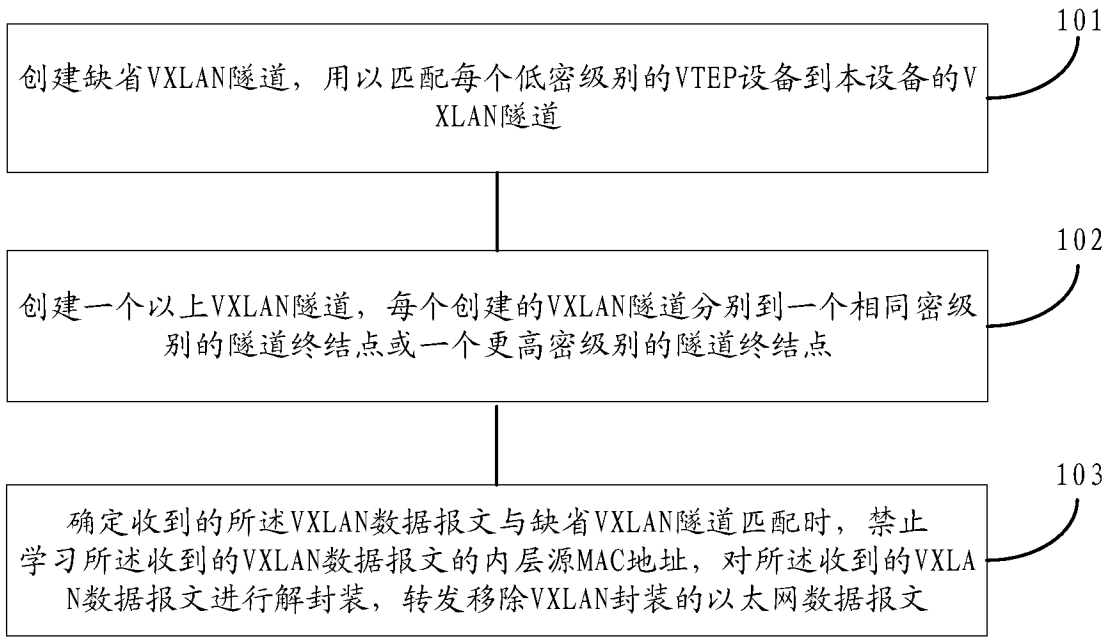 101
创建缺省VXLAN隧道，用以匹配每个低密级别的VTEP设备到本设备的V
XLAN隧道
102
创建一个以上VXLAN隧道，每个创建的VXLAN隧道分别到一个相同密级
别的隧道终结点或一个更高密级别的隧道终结点
103
确定收到的所述VXLAN数据报文与缺省VXLAN隧道匹配时，禁止
学习所述收到的VXLAN数据报文的内层源MAC地址，对所述收到的VXLA
N数据报文进行解封装，转发移除VXLAN封装的以太网数据报文